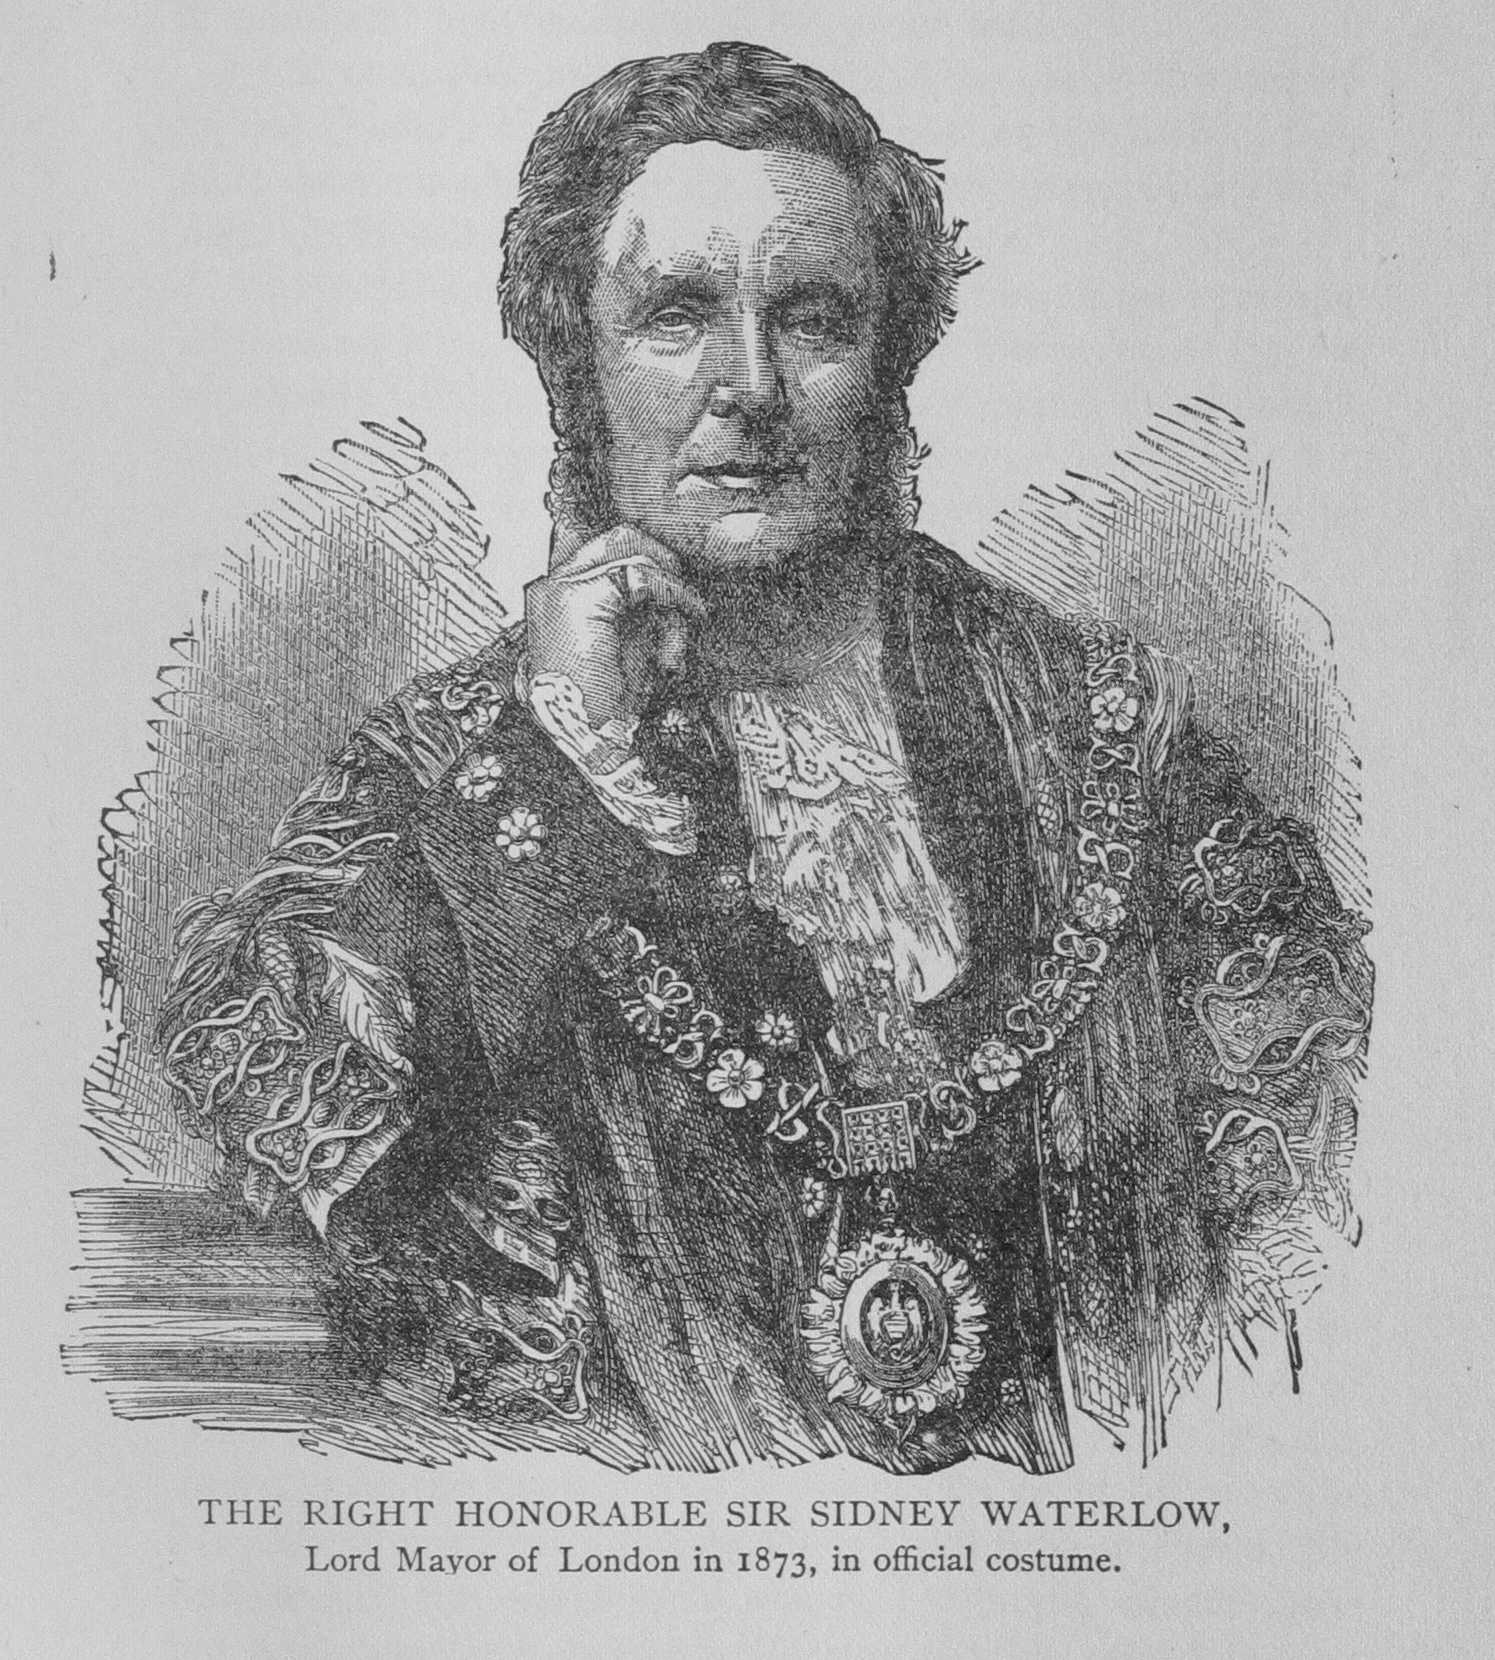 THE RIGHT HONORABLE SIR SIDNEY WATERLOW,
Lord Mayor of London in 1873, in official costume.